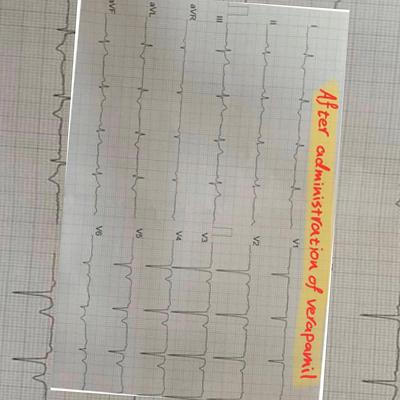 After administration of verapamil
I
II
III
aVR
aVL
aVF
V1
V2
V3
V4
V5
V6